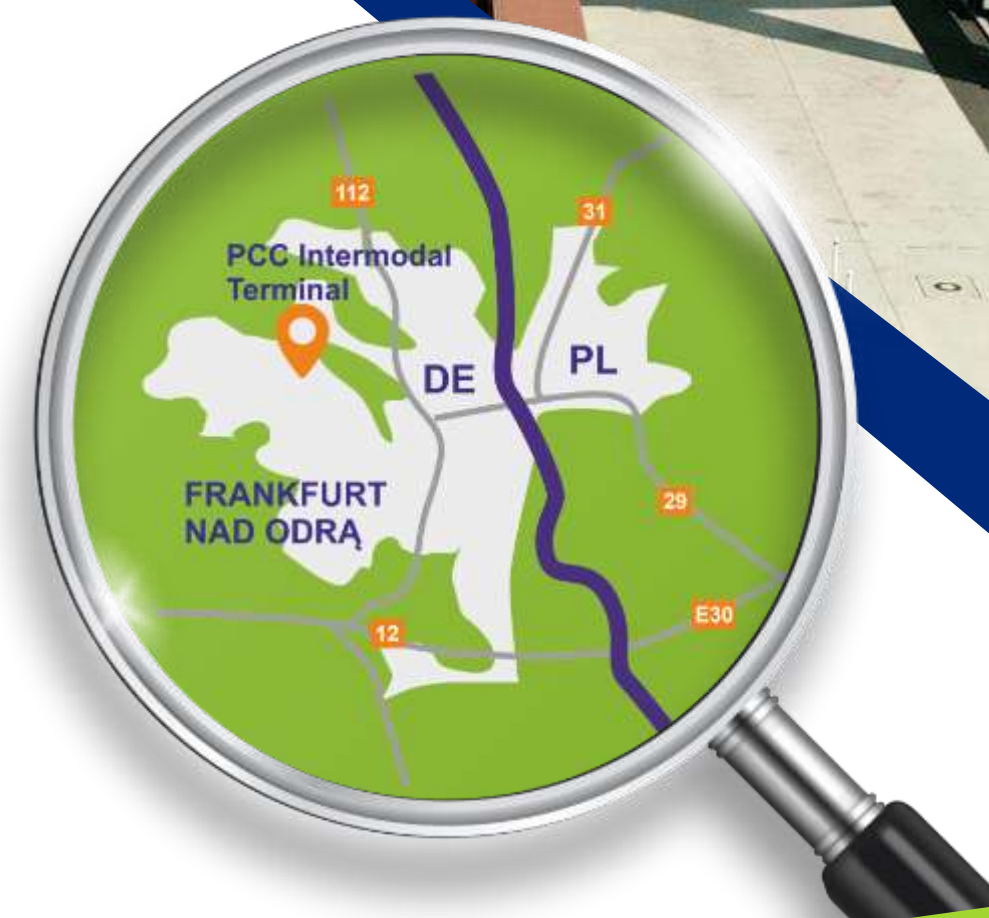 112
31
PCC Intermodal
Terminal
DE
PL
FRANKFURT
NAD ODRĄ
29
E30
12